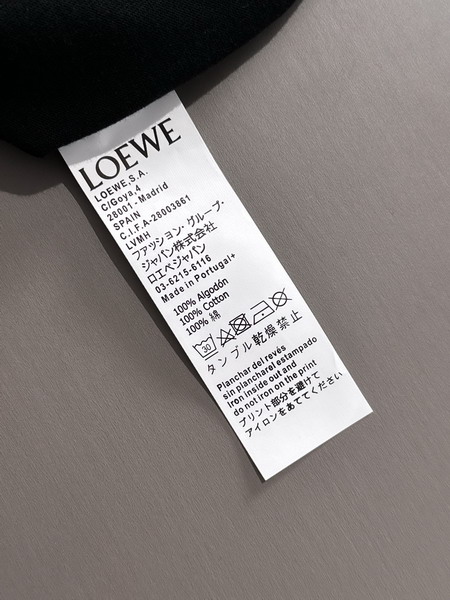 LOEWE
LOEWE,S.A.
C/Goya,4
28001-Madrid
SPAIN
C.I.F.A-28003861
LVMH
ファッション・グループ・
ジャパン株式会社
ロエベジャパン
03-6215-6116
Made in Portugal+
100% Algodón
100% Cotton
100% 綿
30
タンブル乾燥禁止
Planchar del revés
sin plancharel estampado
iron inside out and
do not iron on the print
プリント部分を避けて
アイロンをあててください